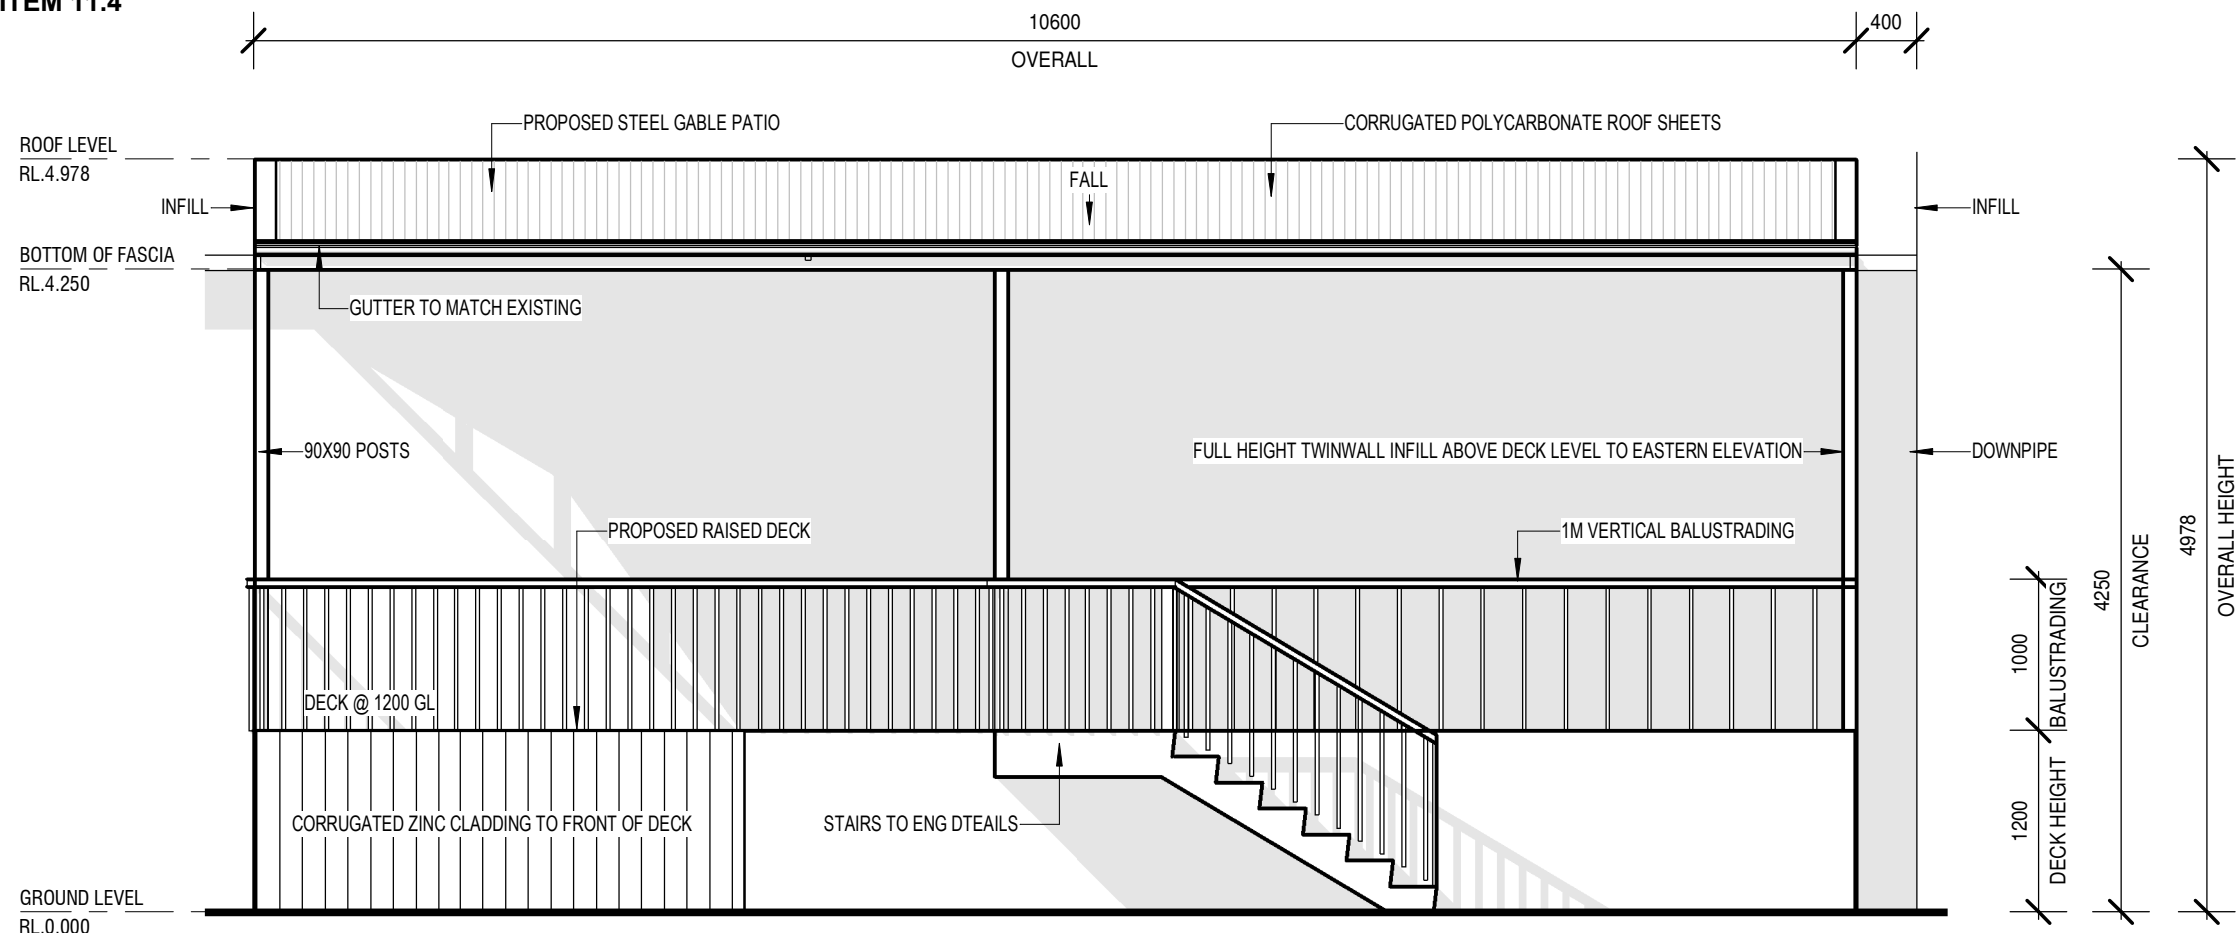 ITEM 11.4
10600
400
OVERALL
PROPOSED STEEL GABLE PATIO
CORRUGATED POLYCARBONATE ROOF SHEETS
ROOF LEVEL
RL.4.978
FALL
INFILL
INFILL
BOTTOM OF FASCIA
RL.4.250
GUTTER TO MATCH EXISTING
90X90 POSTS
FULL HEIGHT TWINWALL INFILL ABOVE DECK LEVEL TO EASTERN ELEVATION
DOWNPIPE
PROPOSED RAISED DECK
1M VERTICAL BALUSTRADING
4978
OVERALL HEIGHT
4250
CLEARANCE
1000
BALUSTRADING
DECK @ 1200 GL
1200
DECK HEIGHT
CORRUGATED ZINC CLADDING TO FRONT OF DECK
STAIRS TO ENG DTEAILS
GROUND LEVEL
RL.0.000